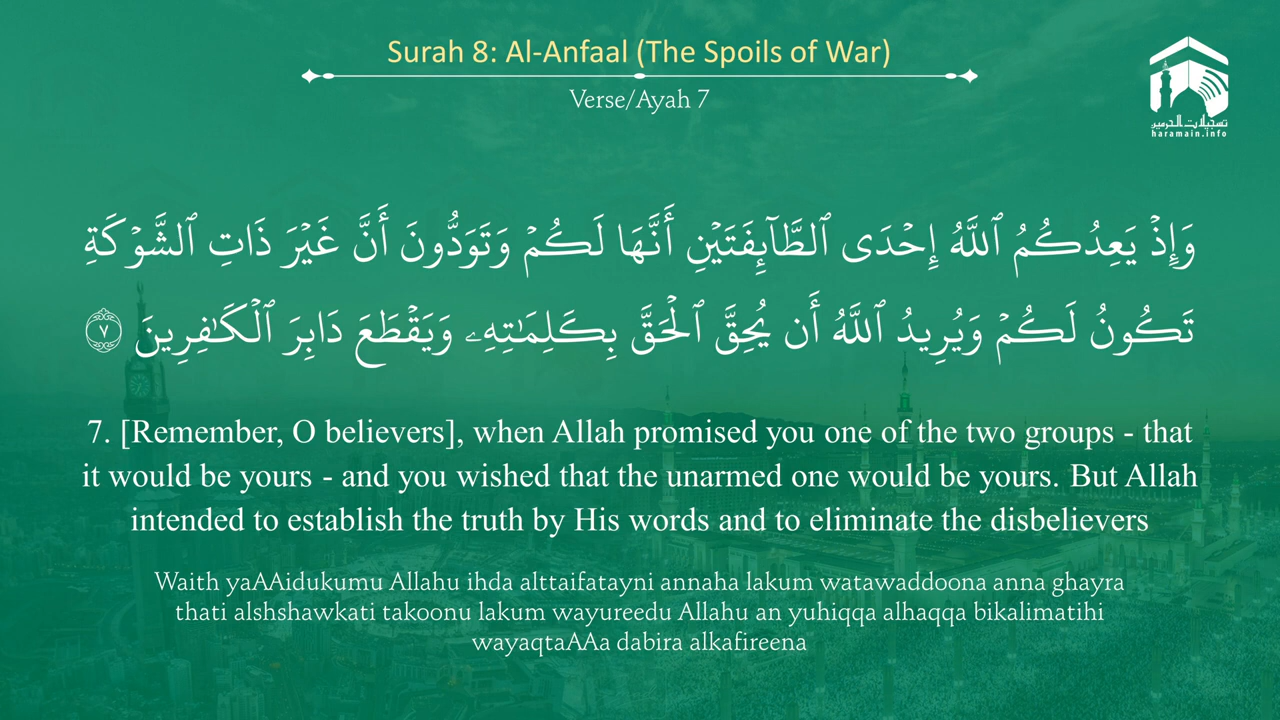 Surah 8: Al-Anfaal (The Spoils of War)
Verse/Ayah 7
تسجيلات الحرمين
haramain.info
وَإِذْ يَعِدُكُمُ ٱللَّهُ إِحْدَى ٱلطَّآئِفَتَيْنِ أَنَّهَا لَكُمْ وَتَوَدُّونَ أَنَّ غَيْرَ ذَاتِ ٱلشَّوْكَةِ
تَكُونُ لَكُمْ وَيُرِيدُ ٱللَّهُ أَن يُحِقَّ ٱلْحَقَّ بِكَلِمَـٰتِهِۦ وَيَقْطَعَ دَابِرَ ٱلْكَـٰفِرِينَ ٧
7. [Remember, O believers], when Allah promised you one of the two groups - that
it would be yours - and you wished that the unarmed one would be yours. But Allah
intended to establish the truth by His words and to eliminate the disbelievers
Waith yaAAidukumu Allahu ihda alttaifatayni annaha lakum watawaddoona anna ghayra
thati alshshawkati takoonu lakum wayureedu Allahu an yuhiqqa alhaqqa bikalimatihi
wayaqtaAAa dabira alkafireena